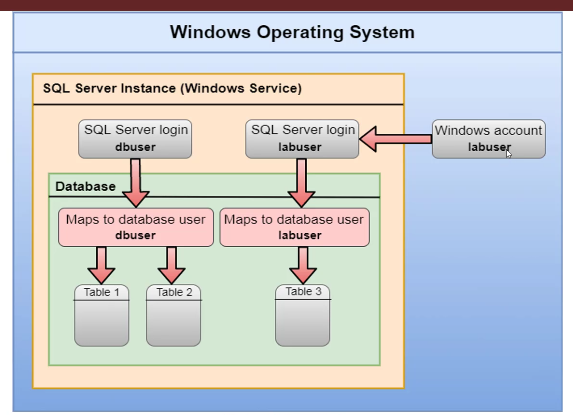 Windows Operating System
SQL Server Instance (Windows Service)
SQL Server login
dbuser
SQL Server login
labuser
Windows account
labuser
Database
Maps to database user
dbuser
Maps to database user
labuser
Table 1
Table 2
Table 3